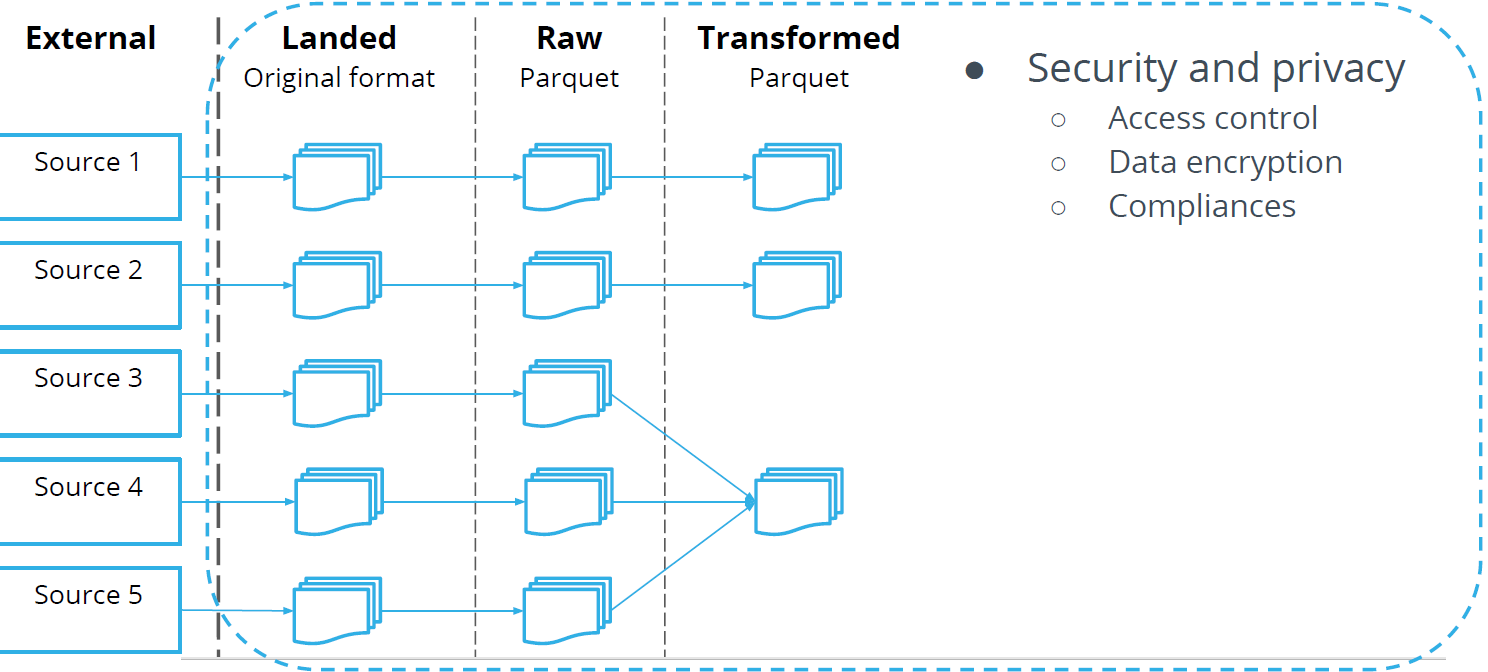 External
Landed
Original format
Raw
Parquet
Transformed
Parquet
● Security and privacy
○ Access control
○ Data encryption
○ Compliances
Source 1
Source 2
Source 3
Source 4
Source 5